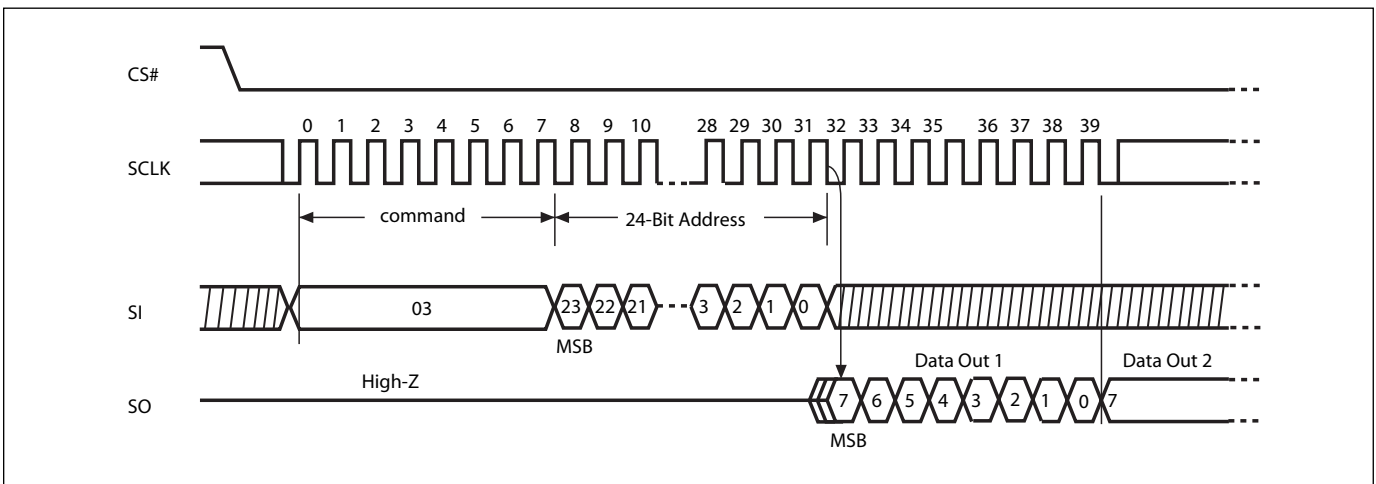 CS#
0 1 2 3 4 5 6 7 8 9 10 28 29 30 31 32 33 34 35 36 37 38 39
SCLK
command 24-Bit Address
SI 03 23 22 21 3 2 1 0
MSB
Data Out 1 Data Out 2
High-Z
SO 7 6 5 4 3 2 1 0 7
MSB